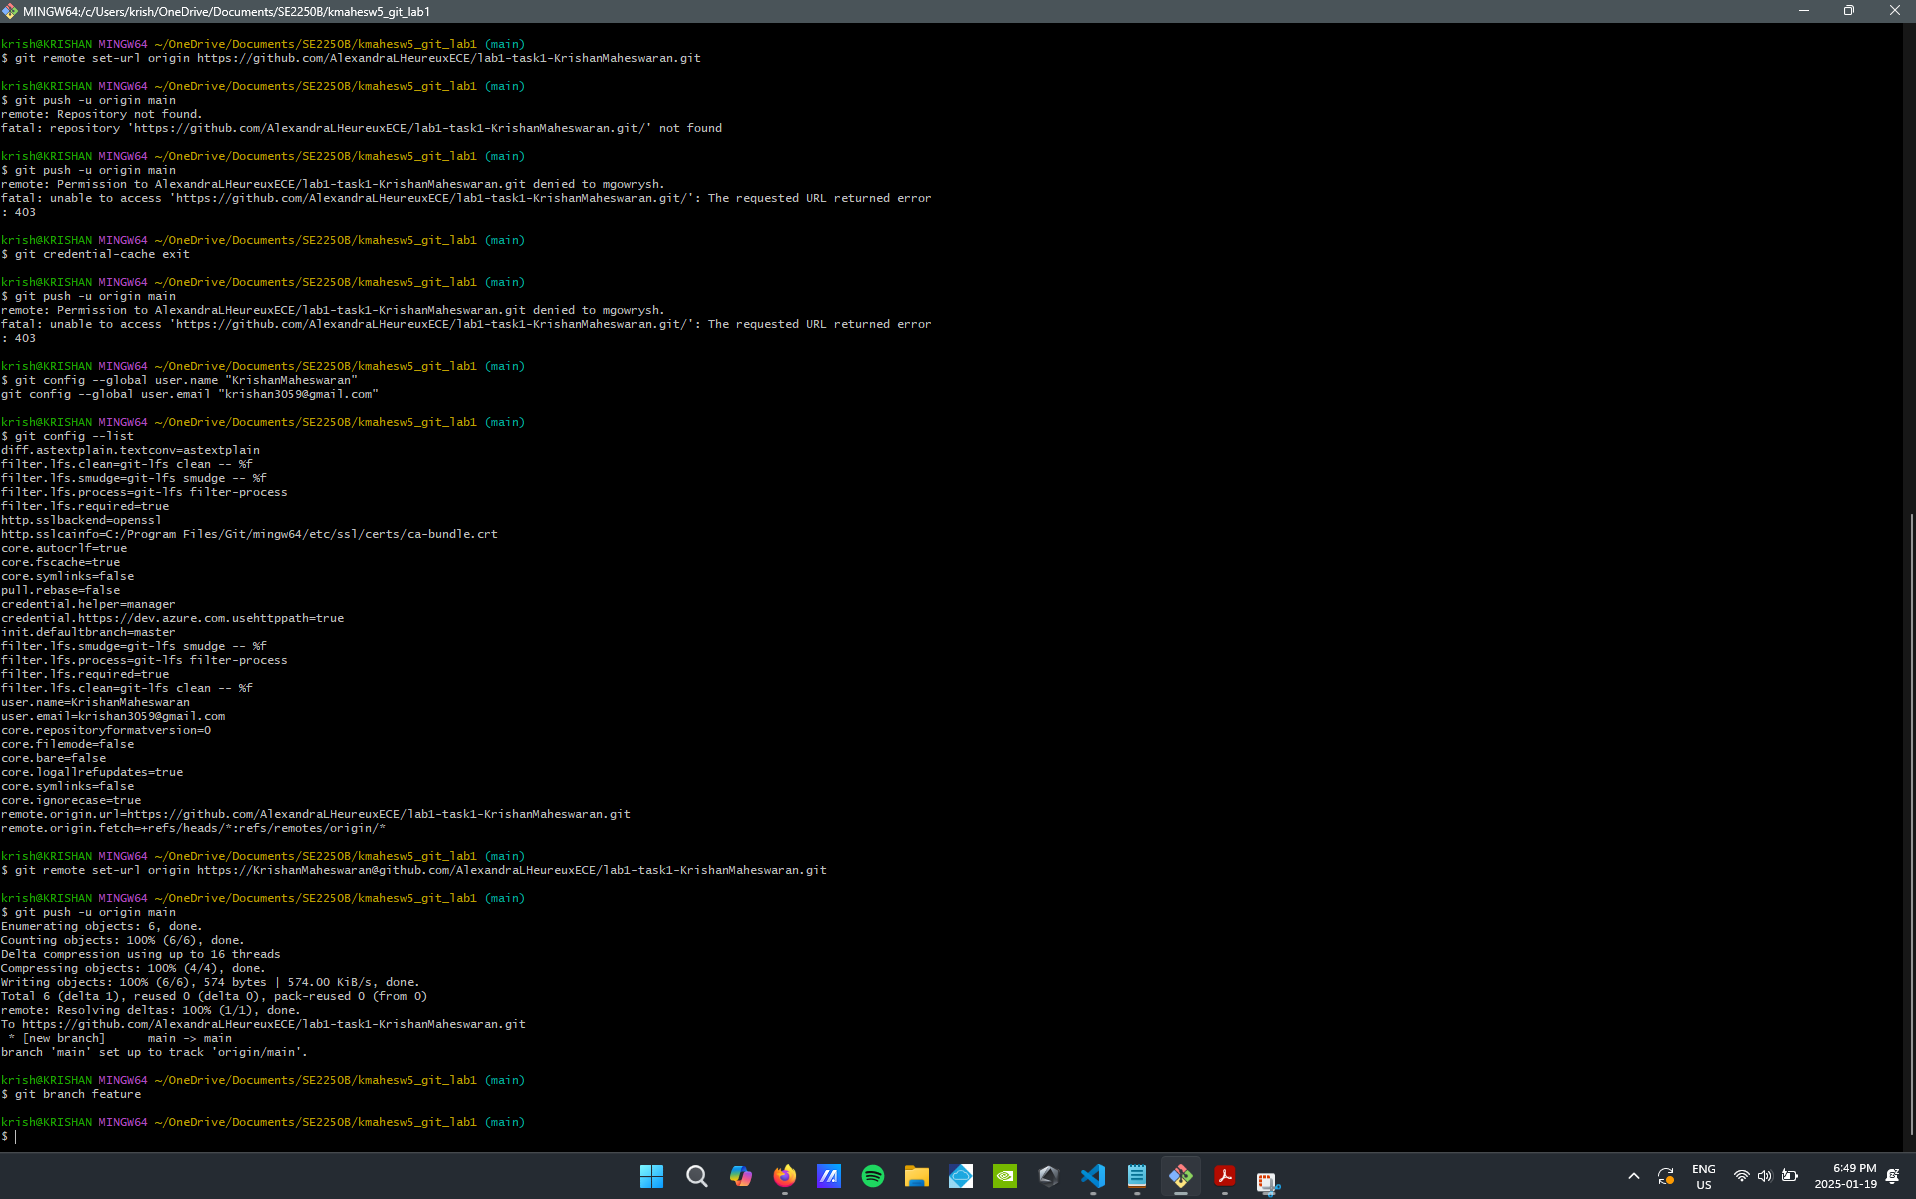 MINGW64:/c/Users/krish/OneDrive/Documents/SE2250B/kmahesw5_git_lab1
krish@KRISHAN MINGW64 ~/OneDrive/Documents/SE2250B/kmahesw5_git_lab1 (main)
$ git remote set-url origin https://github.com/AlexandraLHeureuxECE/lab1-task1-KrishanMaheswaran.git
krish@KRISHAN MINGW64 ~/OneDrive/Documents/SE2250B/kmahesw5_git_lab1 (main)
$ git push -u origin main
remote: Repository not found.
fatal: repository 'https://github.com/AlexandraLHeureuxECE/lab1-task1-KrishanMaheswaran.git/' not found
krish@KRISHAN MINGW64 ~/OneDrive/Documents/SE2250B/kmahesw5_git_lab1 (main)
$ git push -u origin main
remote: Permission to AlexandraLHeureuxECE/lab1-task1-KrishanMaheswaran.git denied to mgowrysh.
fatal: unable to access 'https://github.com/AlexandraLHeureuxECE/lab1-task1-KrishanMaheswaran.git/': The requested URL returned error
: 403
krish@KRISHAN MINGW64 ~/OneDrive/Documents/SE2250B/kmahesw5_git_lab1 (main)
$ git credential-cache exit
krish@KRISHAN MINGW64 ~/OneDrive/Documents/SE2250B/kmahesw5_git_lab1 (main)
$ git push -u origin main
remote: Permission to AlexandraLHeureuxECE/lab1-task1-KrishanMaheswaran.git denied to mgowrysh.
fatal: unable to access 'https://github.com/AlexandraLHeureuxECE/lab1-task1-KrishanMaheswaran.git/': The requested URL returned error
: 403
krish@KRISHAN MINGW64 ~/OneDrive/Documents/SE2250B/kmahesw5_git_lab1 (main)
$ git config --global user.name "KrishanMaheswaran"
git config --global user.email "krishan3059@gmail.com"
krish@KRISHAN MINGW64 ~/OneDrive/Documents/SE2250B/kmahesw5_git_lab1 (main)
$ git config --list
diff.astextplain.textconv=astextplain
filter.lfs.clean=git-lfs clean -- %f
filter.lfs.smudge=git-lfs smudge -- %f
filter.lfs.process=git-lfs filter-process
filter.lfs.required=true
http.sslbackend=openssl
http.sslcainfo=C:/Program Files/Git/mingw64/etc/ssl/certs/ca-bundle.crt
core.autocrlf=true
core.fscache=true
core.symlinks=false
pull.rebase=false
credential.helper=manager
credential.https://dev.azure.com.usehttppath=true
init.defaultbranch=master
filter.lfs.smudge=git-lfs smudge -- %f
filter.lfs.process=git-lfs filter-process
filter.lfs.required=true
filter.lfs.clean=git-lfs clean -- %f
user.name=KrishanMaheswaran
user.email=krishan3059@gmail.com
core.repositoryformatversion=0
core.filemode=false
core.bare=false
core.logallrefupdates=true
core.symlinks=false
core.ignorecase=true
remote.origin.url=https://github.com/AlexandraLHeureuxECE/lab1-task1-KrishanMaheswaran.git
remote.origin.fetch=+refs/heads/*:refs/remotes/origin/*
krish@KRISHAN MINGW64 ~/OneDrive/Documents/SE2250B/kmahesw5_git_lab1 (main)
$ git remote set-url origin https://KrishanMaheswaran@github.com/AlexandraLHeureuxECE/lab1-task1-KrishanMaheswaran.git
krish@KRISHAN MINGW64 ~/OneDrive/Documents/SE2250B/kmahesw5_git_lab1 (main)
$ git push -u origin main
Enumerating objects: 6, done.
Counting objects: 100% (6/6), done.
Delta compression using up to 16 threads
Compressing objects: 100% (4/4), done.
Writing objects: 100% (6/6), 574 bytes | 574.00 KiB/s, done.
Total 6 (delta 1), reused 0 (delta 0), pack-reused 0 (from 0)
remote: Resolving deltas: 100% (1/1), done.
To https://github.com/AlexandraLHeureuxECE/lab1-task1-KrishanMaheswaran.git
 * [new branch]      main -> main
branch 'main' set up to track 'origin/main'.
krish@KRISHAN MINGW64 ~/OneDrive/Documents/SE2250B/kmahesw5_git_lab1 (main)
$ git branch feature
krish@KRISHAN MINGW64 ~/OneDrive/Documents/SE2250B/kmahesw5_git_lab1 (main)
$
ENG
US
6:49 PM
2025-01-19